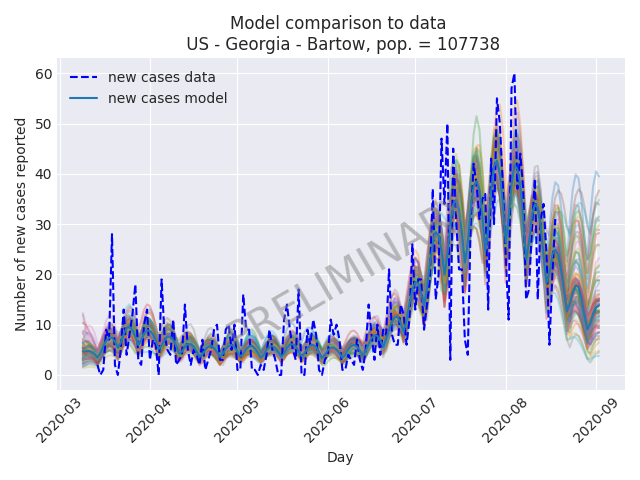 Model comparison to data
US - Georgia - Bartow, pop. = 107738
new cases data
new cases model
PRELIMINARY
Number of new cases reported
60
50
40
30
20
10
0
2020-03
2020-04
2020-05
2020-06
2020-07
2020-08
2020-09
Day